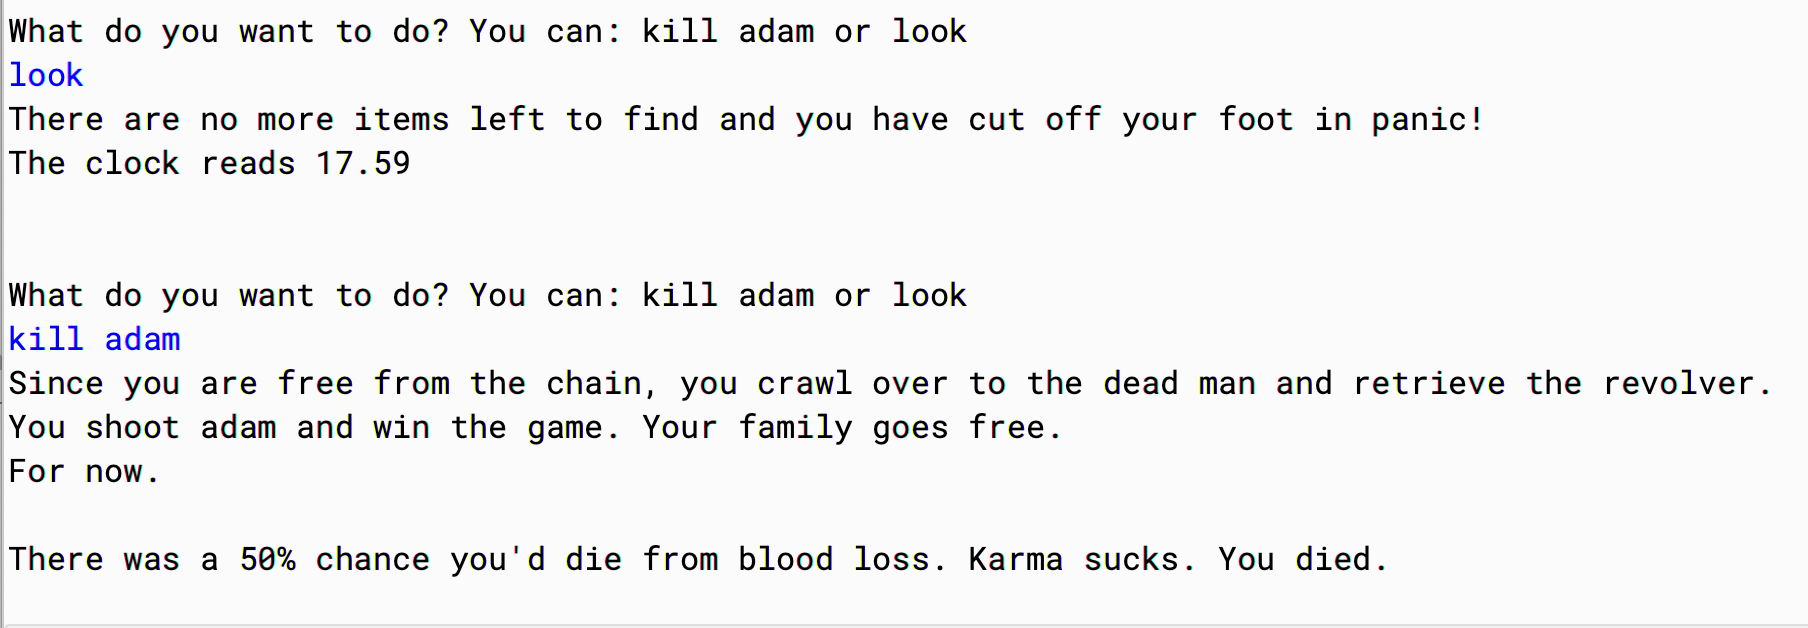 What do you want to do? You can: kill adam or look
look
There are no more items left to find and you have cut off your foot in panic!
The clock reads 17.59
What do you want to do? You can: kill adam or look
kill adam
Since you are free from the chain, you crawl over to the dead man and retrieve the revolver.
You shoot adam and win the game. Your family goes free.
For now.
There was a 50% chance you'd die from blood loss. Karma sucks. You died.